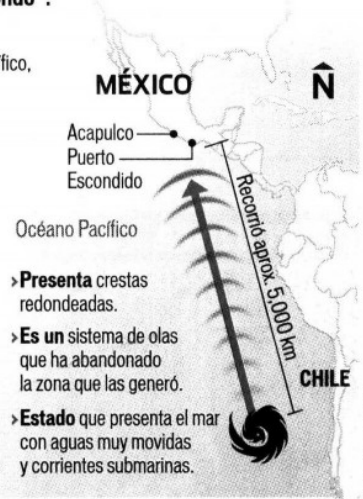 fico,
MÉXICO
N
Acapulco
Puerto
Escondido
Océano Pacífico
Recorrió aprox. 5,000 km
>Presenta crestas
redondeadas.
>Es un sistema de olas
que ha abandonado
la zona que las generó.
CHILE
>Estado que presenta el mar
con aguas muy movidas
y corrientes submarinas.